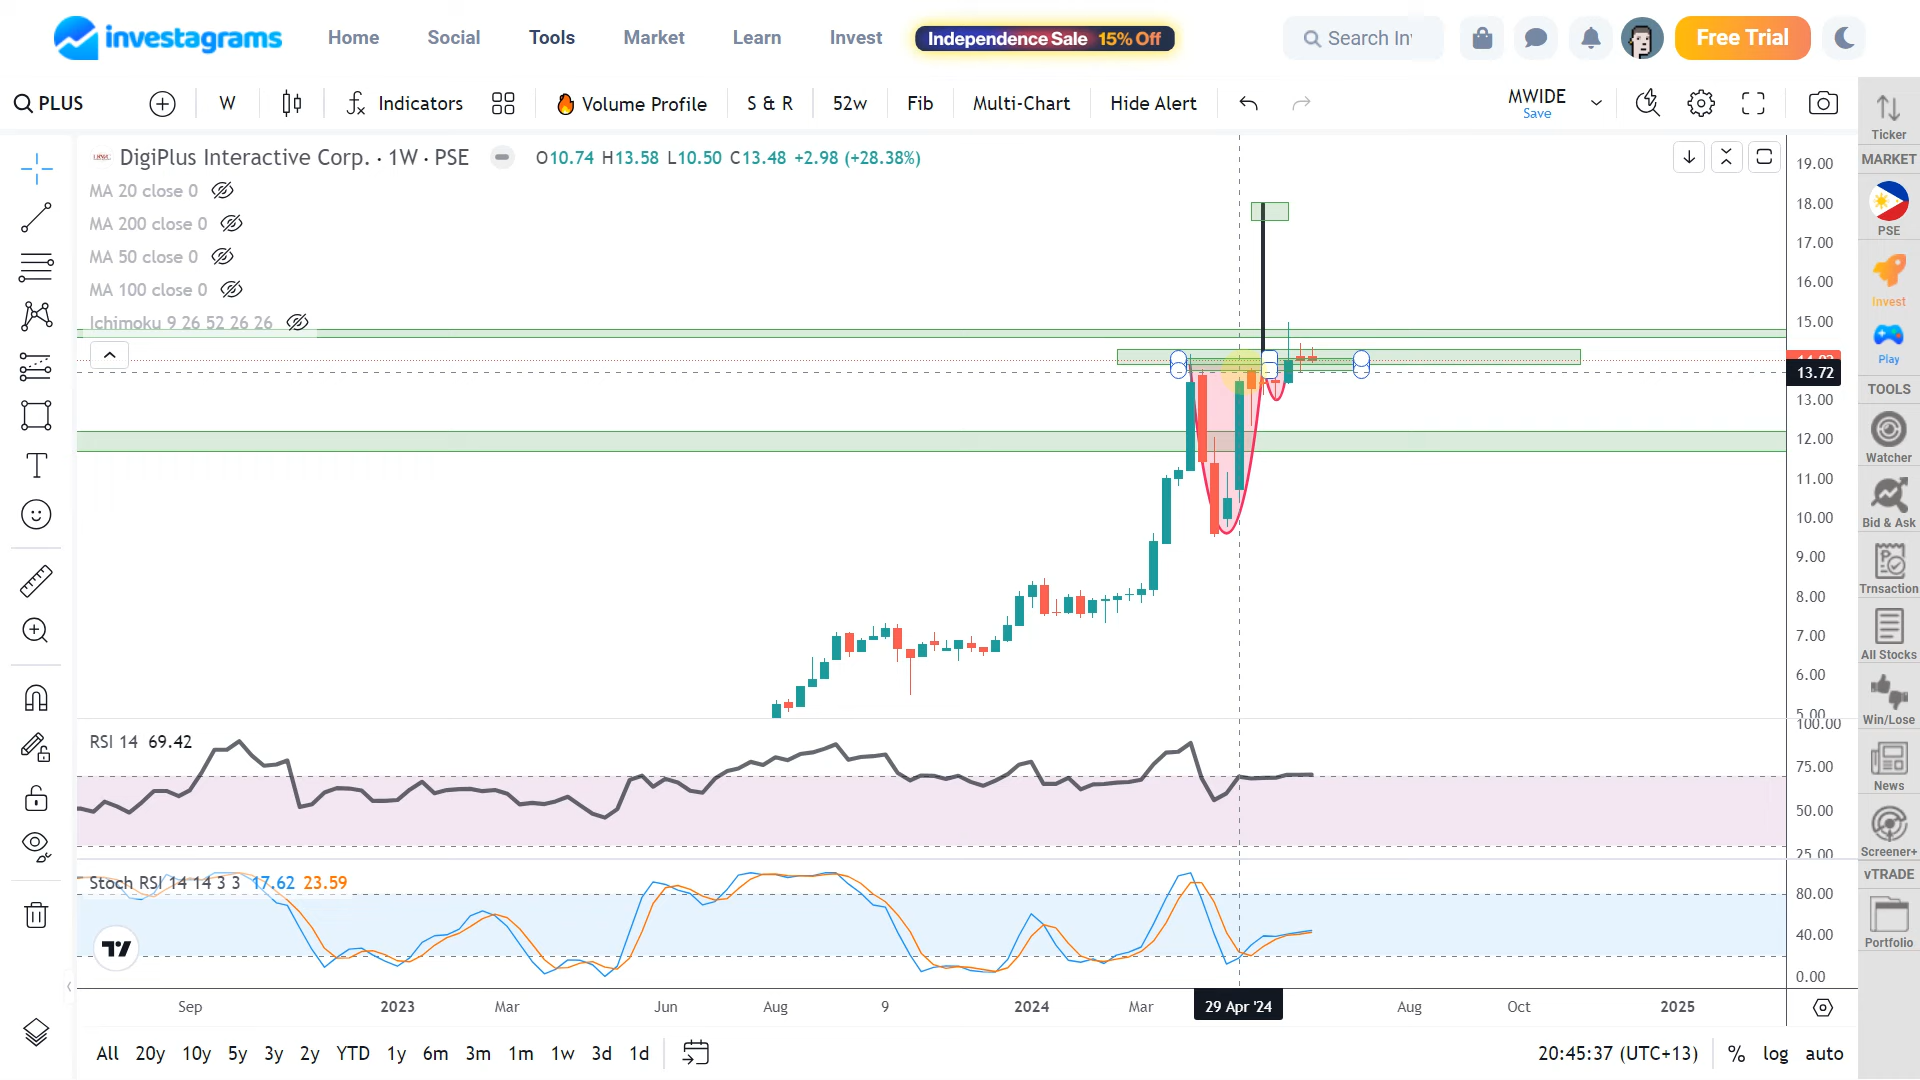 investagrams
Home
Social
Tools
Market
Learn
Invest
Independence Sale 15% Off
Search In
Free Trial
PLUS
W
Indicators
Volume Profile
S & R
52w
Fib
Multi-Chart
Hide Alert
MWIDE
Save
DigiPlus Interactive Corp. · 1W · PSE
O10.74 H13.58 L10.50 C13.48 +2.98 (+28.38%)
MA 20 close 0
MA 200 close 0
MA 50 close 0
MA 100 close 0
Ichimoku 9 26 52 26 26
19.00
18.00
17.00
16.00
15.00
13.72
13.00
12.00
11.00
10.00
9.00
8.00
7.00
6.00
5.00
RSI 14 69.42
100.00
75.00
50.00
25.00
Stoch RSI 14 14 3 3 17.62 23.59
80.00
40.00
0.00
Sep
2023
Mar
Jun
Aug
9
2024
Mar
29 Apr '24
Aug
Oct
2025
All 20y 10y 5y 3y 2y YTD 1y 6m 3m 1m 1w 3d 1d
20:45:37 (UTC+13)
% log auto
Ticker
MARKET
PSE
Invest
Play
TOOLS
Watcher
Bid & Ask
Trnsaction
All Stocks
Win/Lose
News
Screener+
vTRADE
Portfolio